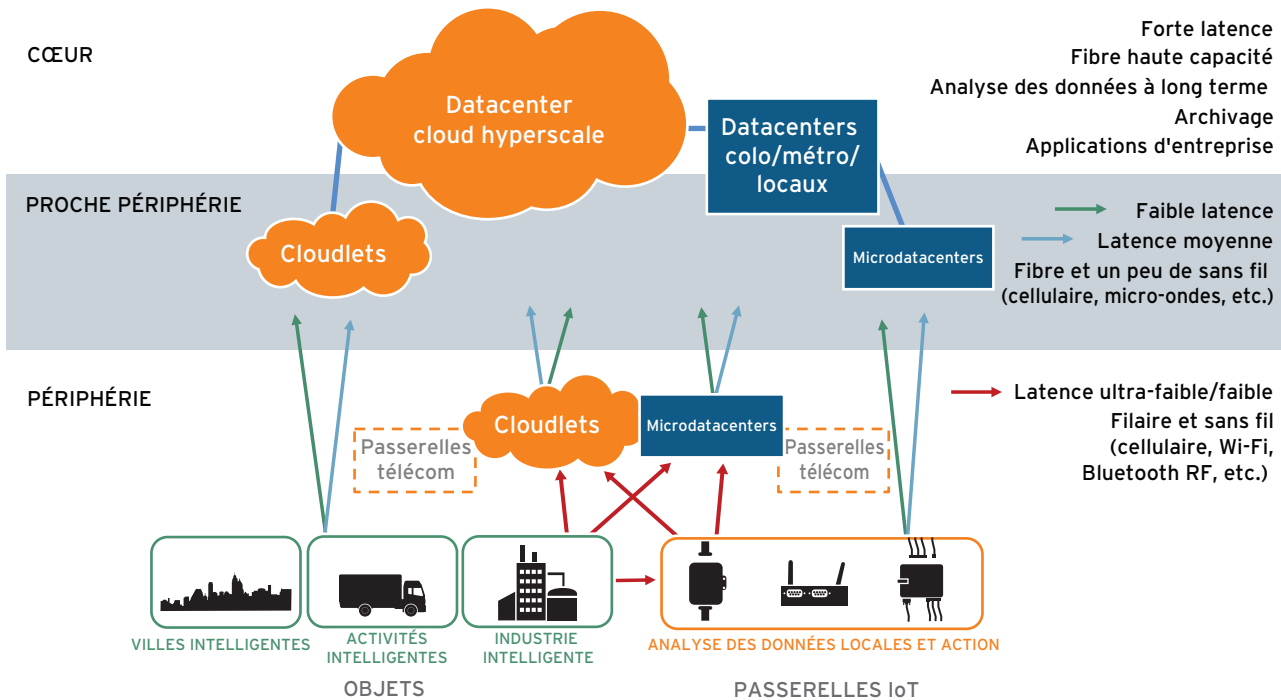 CŒUR
Datacenter
cloud hyperscale
Datacenters
colo/métro/
locaux
Forte latence
Fibre haute capacité
Analyse des données à long terme
Archivage
Applications d'entreprise
PROCHE PÉRIPHÉRIE
Cloudlets
Microdatacenters
Faible latence
Latence moyenne
Fibre et un peu de sans fil
(cellulaire, micro-ondes, etc.)
PÉRIPHÉRIE
Passerelles
télécom
Cloudlets
Microdatacenters
Passerelles
télécom
Latence ultra-faible/faible
Filaire et sans fil
(cellulaire, Wi-Fi,
Bluetooth RF, etc.)
VILLES INTELLIGENTES
ACTIVITÉS
INTELLIGENTES
INDUSTRIE
INTELLIGENTE
ANALYSE DES DONNÉES LOCALES ET ACTION
OBJETS
PASSERELLES IoT